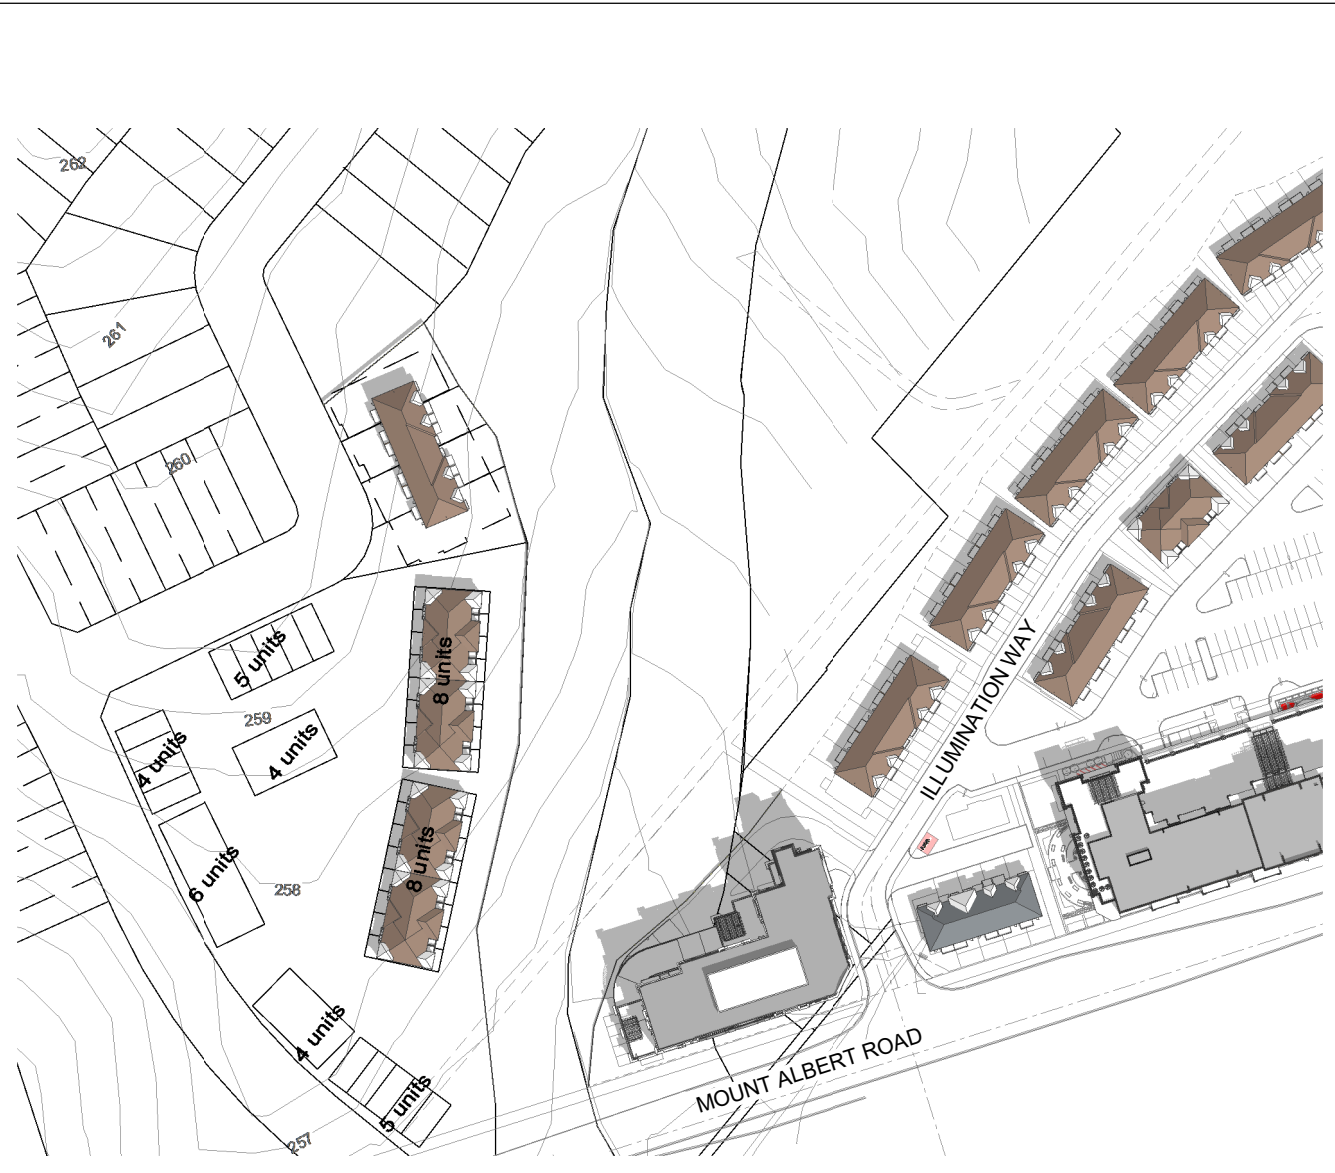 262
261
260
5 units
8 units
259
4 units
4 units
ILLUMINATION WAY
8 units
6 units
258
4 units
MOUNT ALBERT ROAD
5 units
257